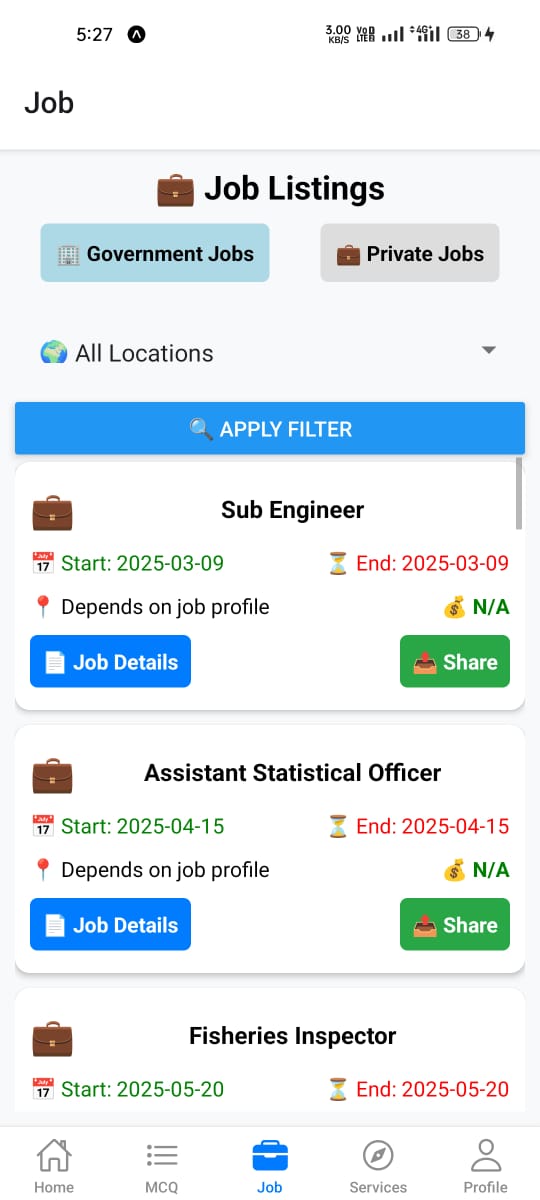 5:27 3.00 KB/S VoD LTEB 4G+ 38
Job
💼 Job Listings
🏢 Government Jobs 💼 Private Jobs
🌍 All Locations
🔍 APPLY FILTER
Sub Engineer
📅 Start: 2025-03-09 ⏳ End: 2025-03-09
📍 Depends on job profile 💰 N/A
📄 Job Details 📤 Share
Assistant Statistical Officer
📅 Start: 2025-04-15 ⏳ End: 2025-04-15
📍 Depends on job profile 💰 N/A
📄 Job Details 📤 Share
Fisheries Inspector
📅 Start: 2025-05-20 ⏳ End: 2025-05-20
Home MCQ Job Services Profile